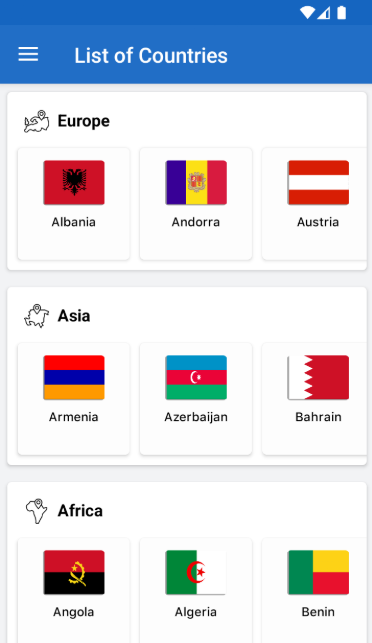 List of Countries
Europe
Albania
Andorra
Austria
Asia
Armenia
Azerbaijan
Bahrain
Africa
Angola
Algeria
Benin